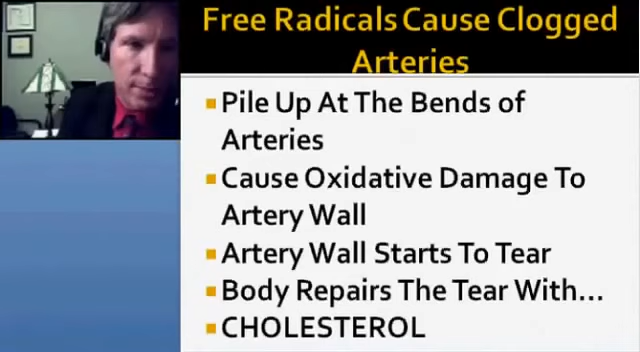 Free Radicals Cause Clogged
Arteries
Pile Up At The Bends of
Arteries
Cause Oxidative Damage To
Artery Wall
Artery Wall Starts To Tear
Body Repairs The Tear With...
CHOLESTEROL